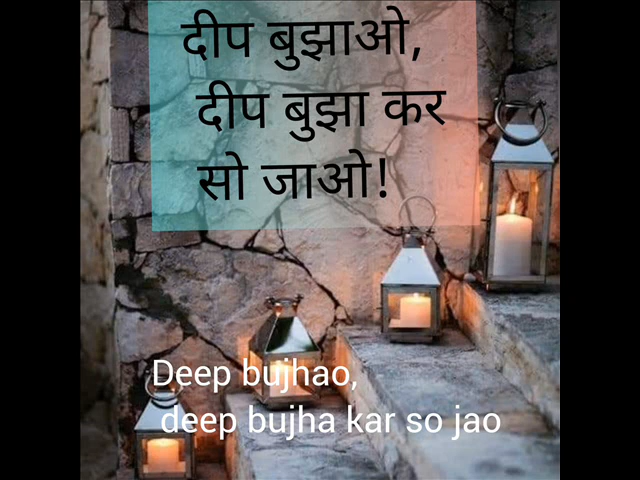 दीप बुझाओ,
दीप बुझा कर
सो जाओ!
Deep bujhao,
deep bujha kar so jao